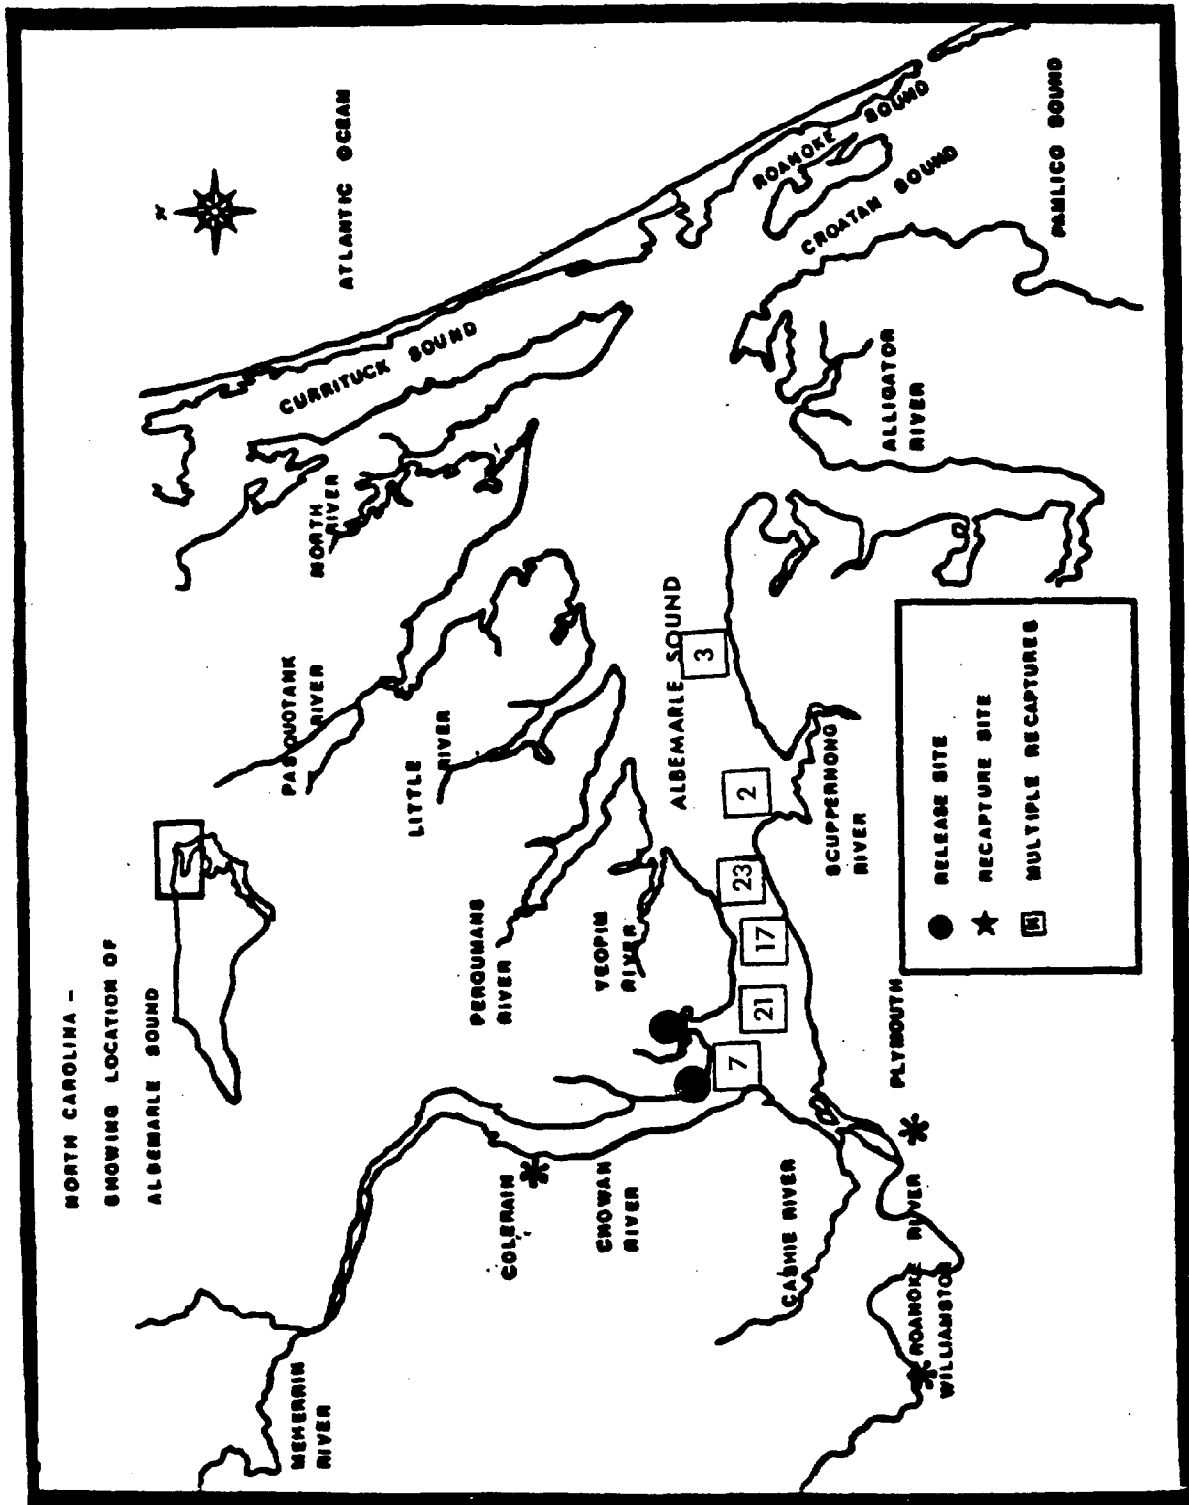 NORTH CAROLINA -
SHOWING LOCATION OF
ALBEMARLE SOUND
N
ATLANTIC OCEAN
CURRITUCK SOUND
NORTH
RIVER
PASQUOTANK
RIVER
LITTLE
RIVER
PERQUMANS
RIVER
YEOPIM
RIVER
MEHERRIN
RIVER
COLERAIN
CHOWAN
RIVER
CASHIE RIVER
ROANOKE RIVER
WILLIAMSTON
PLYMOUTH
ALBEMARLE SOUND
7
21
17
23
2
3
SCUPPERNONG
RIVER
ALLIGATOR
RIVER
ROANOKE SOUND
CROATAN SOUND
PAMLICO SOUND
RELEASE SITE
RECAPTURE SITE
N MULTIPLE RECAPTURES